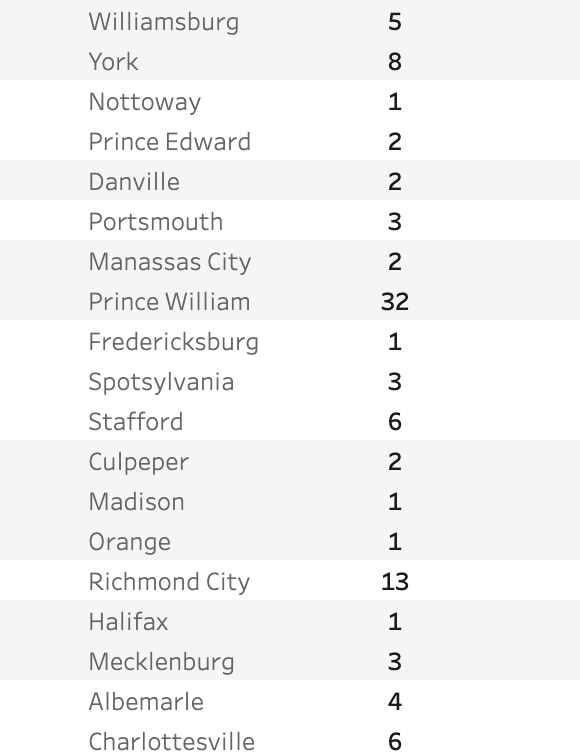 Williamsburg 5
York 8
Nottoway 1
Prince Edward 2
Danville 2
Portsmouth 3
Manassas City 2
Prince William 32
Fredericksburg 1
Spotsylvania 3
Stafford 6
Culpeper 2
Madison 1
Orange 1
Richmond City 13
Halifax 1
Mecklenburg 3
Albemarle 4
Charlottesville 6